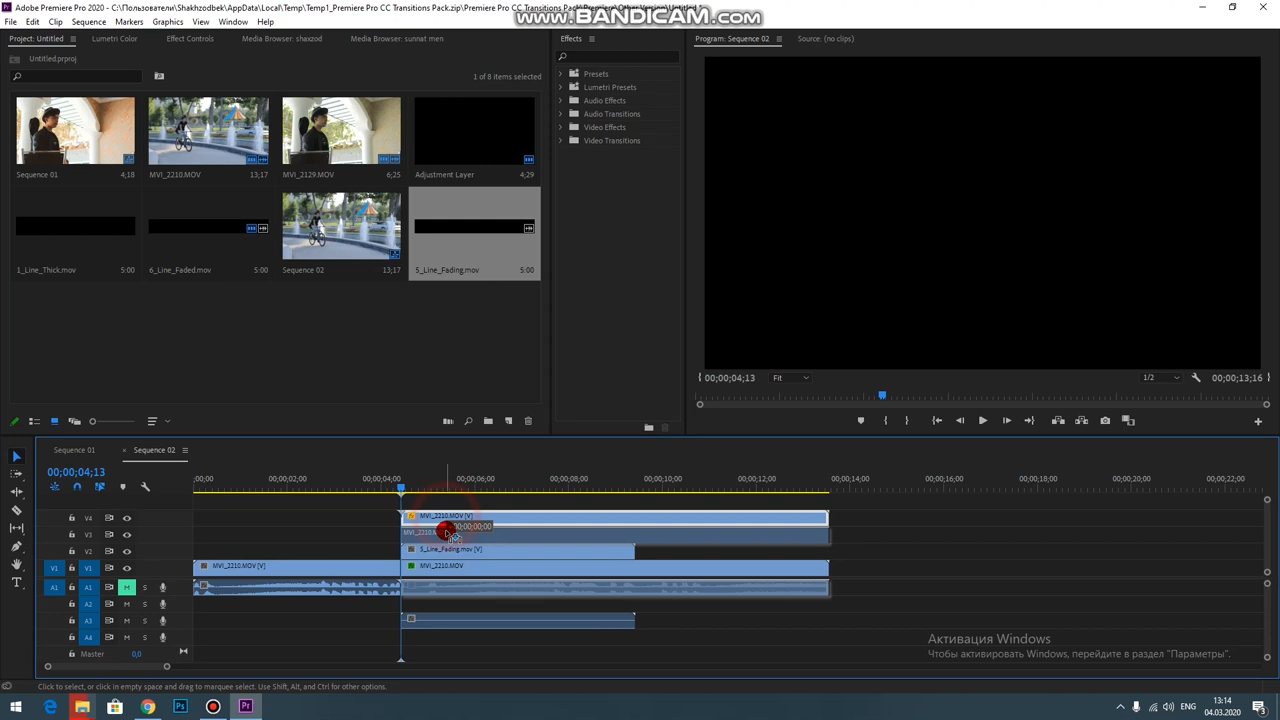 Adobe Premiere Pro 2020 - C:\Пользователи\Shakhzodbek\AppData\Local\Temp\Temp1_Premiere Pro CC Transitions Pack.zip\Premiere Pro CC Transitions Pack\Premiere\Other Version\Untitled *
www.BANDICAM.com
File Edit Clip Sequence Markers Graphics View Window Help
Project: Untitled Lumetri Color Effect Controls Media Browser: shaxzod Media Browser: sunnat men
Effects
Program: Sequence 02 Source: (no clips)
Untitled.prproj
1 of 8 items selected
Presets
Lumetri Presets
Audio Effects
Audio Transitions
Video Effects
Video Transitions
Sequence 01 4;18 MVI_2210.MOV 13;17 MVI_2129.MOV 6;25 Adjustment Layer 4;29
1_Line_Thick.mov 5:00 6_Line_Faded.mov 5:00 Sequence 02 13;17 5_Line_Fading.mov 5:00
00;00;04;13 Fit 1/2 00;00;13;16
Sequence 01 Sequence 02
00;00;04;13
;00;00 00;00;02;00 00;00;04;00 00;00;06;00 00;00;08;00 00;00;10;00 00;00;12;00 00;00;14;00 00;00;16;00 00;00;18;00 00;00;20;00 00;00;22;00
V4 fx MVI_2210.MOV [V]
00;00;00;00
V3 MVI_2210.M
V2 5_Line_Fading.mov [V]
V1 V1 MVI_2210.MOV [V] MVI_2210.MOV
A1 A1 M S
A2 M S
A3 M S
A4 M S
Master 0,0
Активация Windows
Чтобы активировать Windows, перейдите в раздел "Параметры".
Click to select, or click in empty space and drag to marquee select. Use Shift, Alt, and Ctrl for other options.
Ps Pr
ENG
13:14
04.03.2020
3